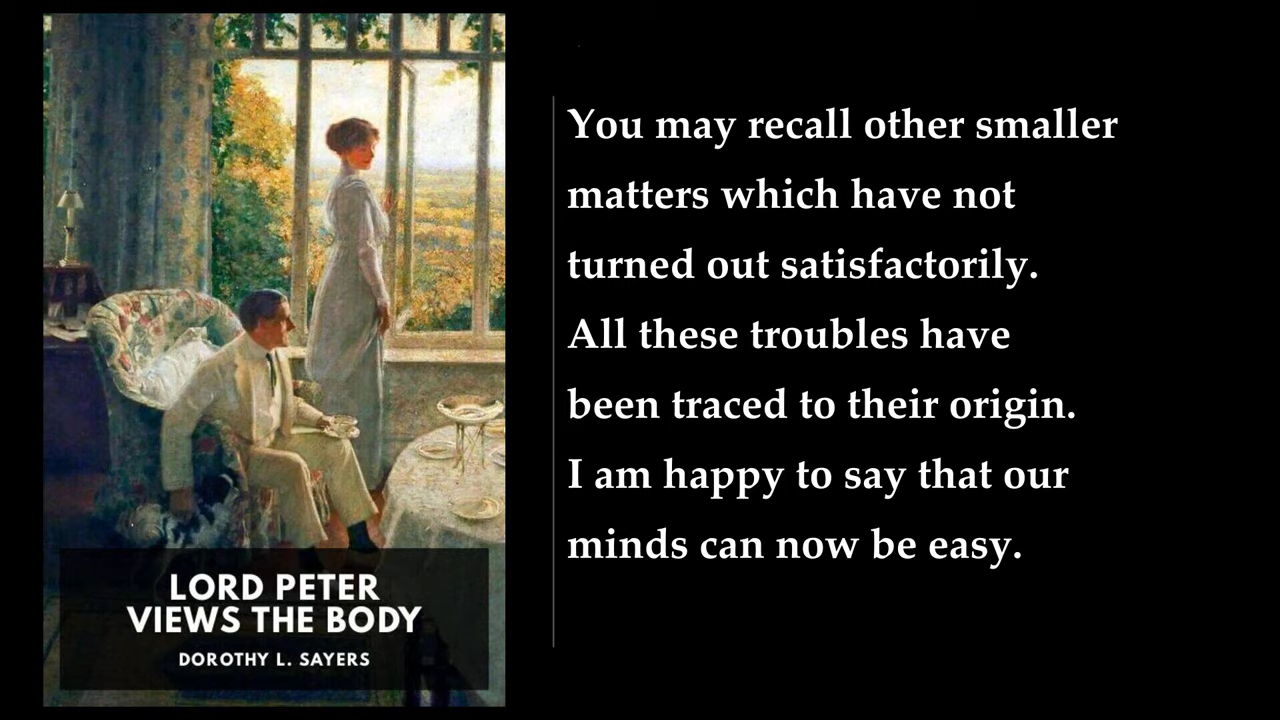 LORD PETER
VIEWS THE BODY
DOROTHY L. SAYERS
You may recall other smaller
matters which have not
turned out satisfactorily.
All these troubles have
been traced to their origin.
I am happy to say that our
minds can now be easy.